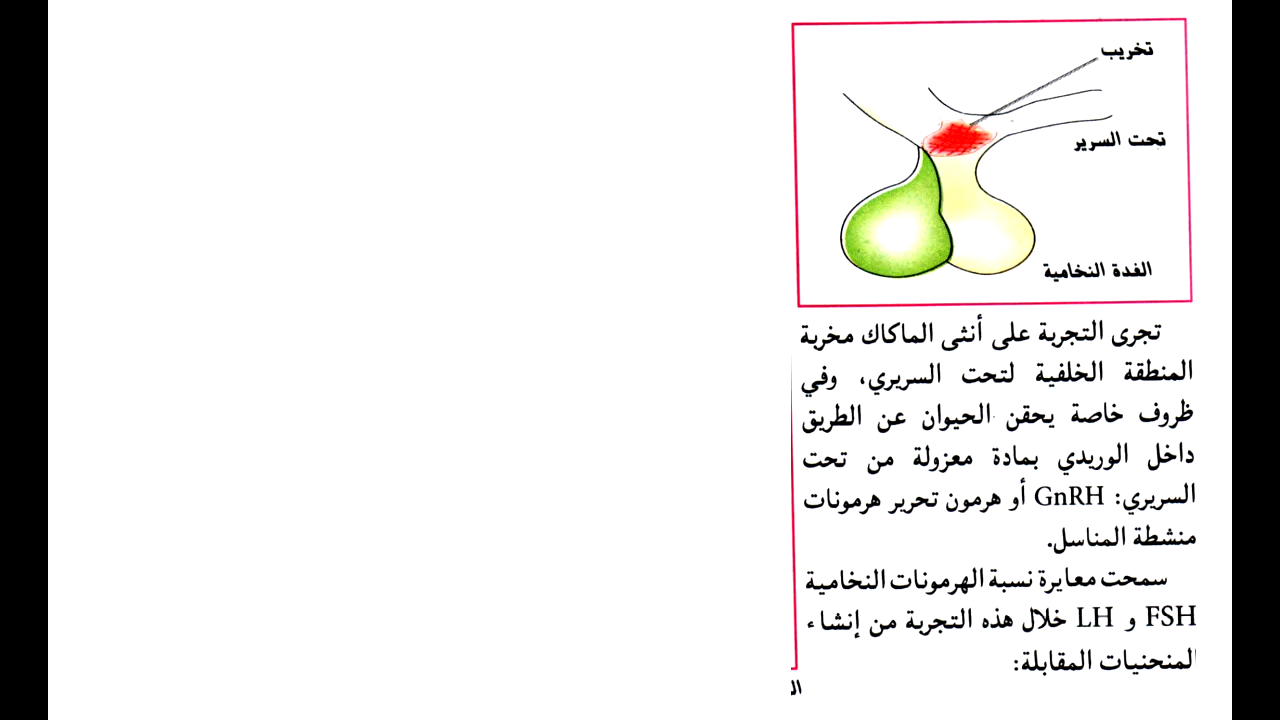 تخريب
تحت السرير
الغدة النخامية
تجرى التجربة على أنثى الماكاك مخربة
المنطقة الخلفية لتحت السريري، وفي
ظروف خاصة يحقن الحيوان عن الطريق
داخل الوريدي بمادة معزولة من تحت
السريري: GnRH أو هرمون تحرير هرمونات
منشطة المناسل.
سمحت معايرة نسبة الهرمونات النخامية
FSH و LH خلال هذه التجربة من إنشاء
المنحنيات المقابلة: